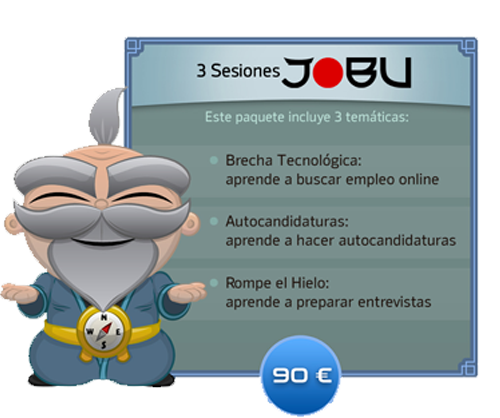 3 Sesiones JOBU
Este paquete incluye 3 temáticas:
Brecha Tecnológica:
aprende a buscar empleo online
Autocandidaturas:
aprende a hacer autocandidaturas
Rompe el Hielo:
aprende a preparar entrevistas
N
W E
S
90 €